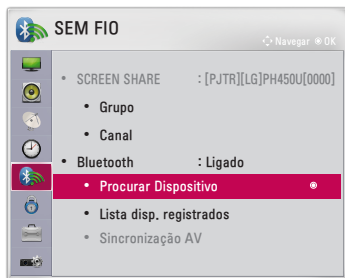 SEM FIO
Navegar OK
• SCREEN SHARE : [PJTR][LG]PH450U[0000]
• Grupo
• Canal
• Bluetooth : Ligado
• Procurar Dispositivo
• Lista disp. registrados
• Sincronização AV